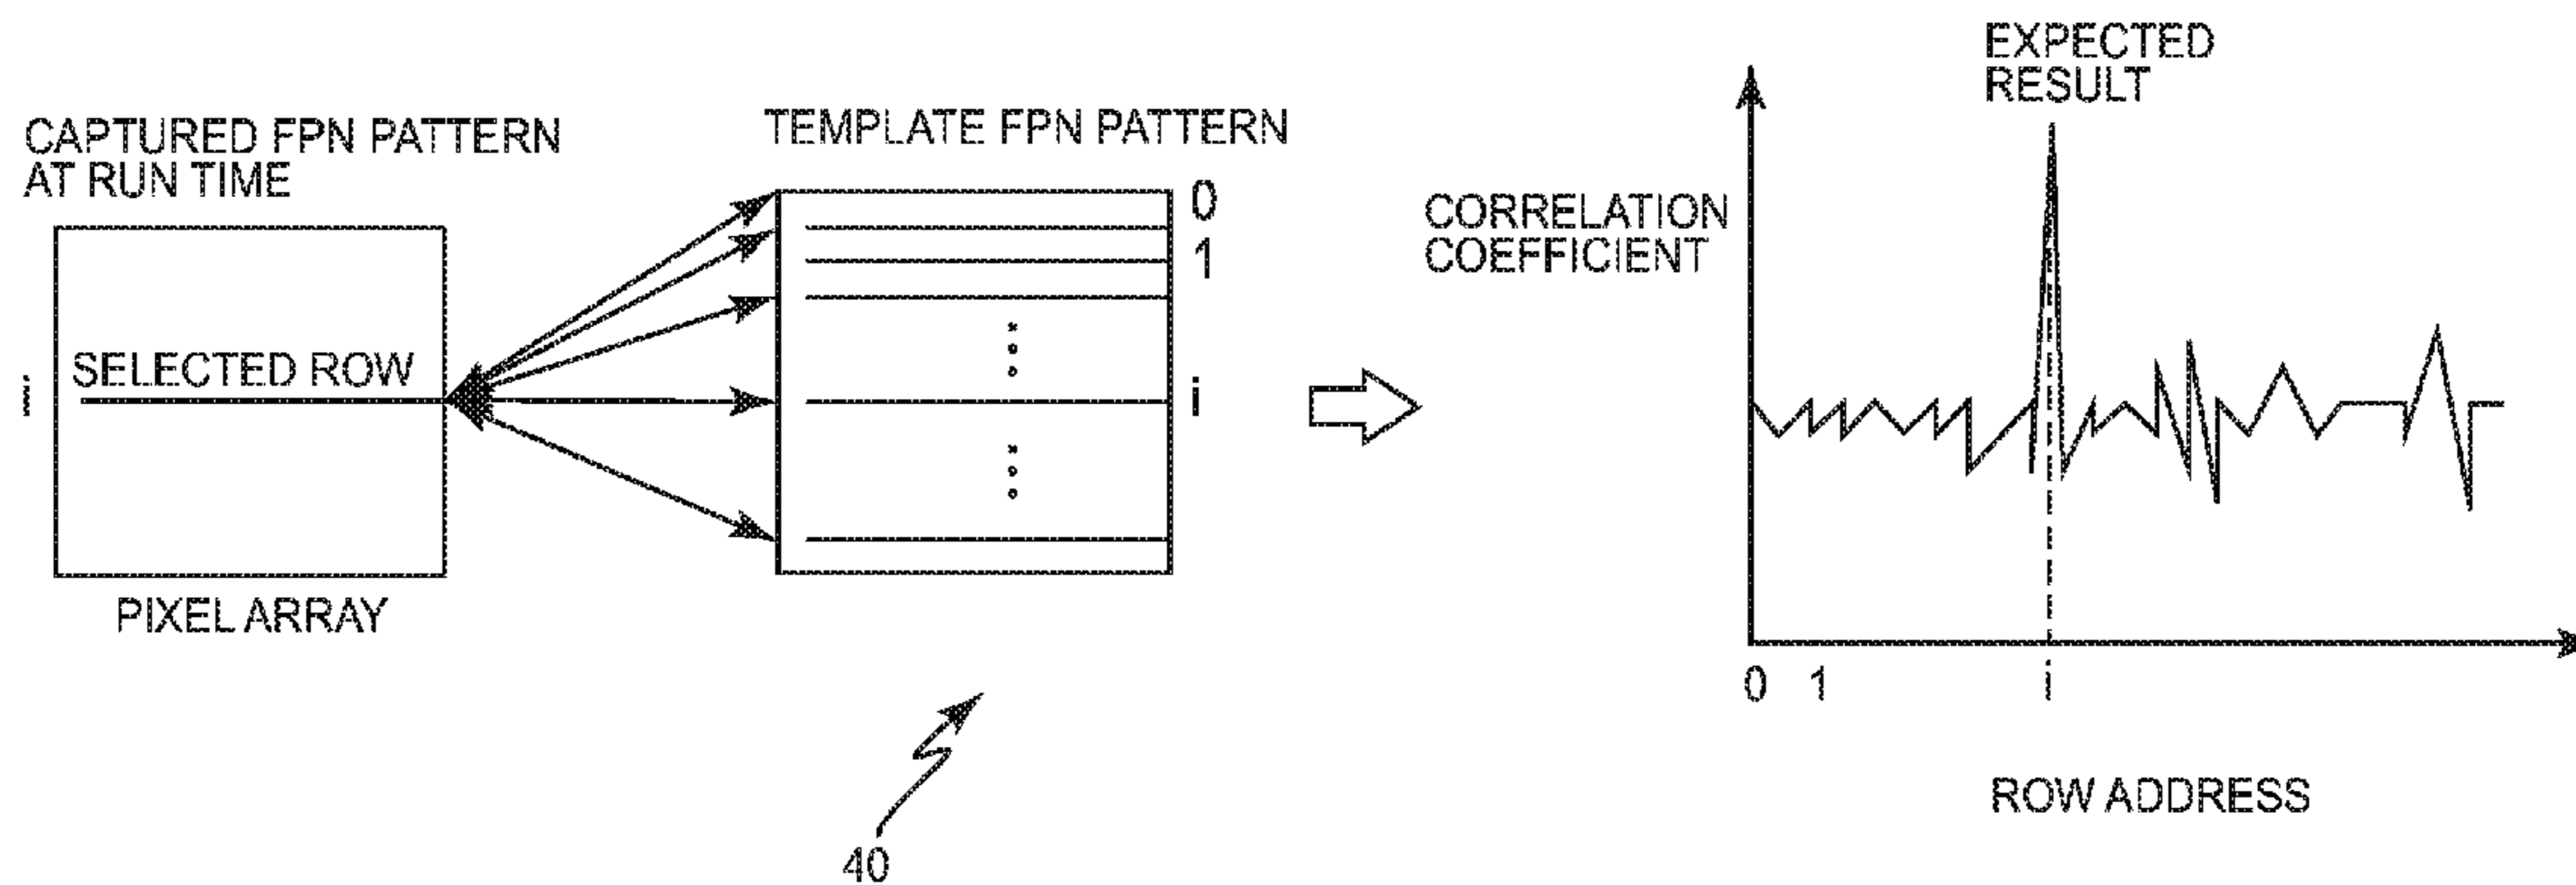 CAPTURED FPN PATTERN
AT RUN TIME
i
SELECTED ROW
PIXEL ARRAY
TEMPLATE FPN PATTERN
0
1
i
40
EXPECTED
RESULT
CORRELATION
COEFFICIENT
0 1 i
ROW ADDRESS